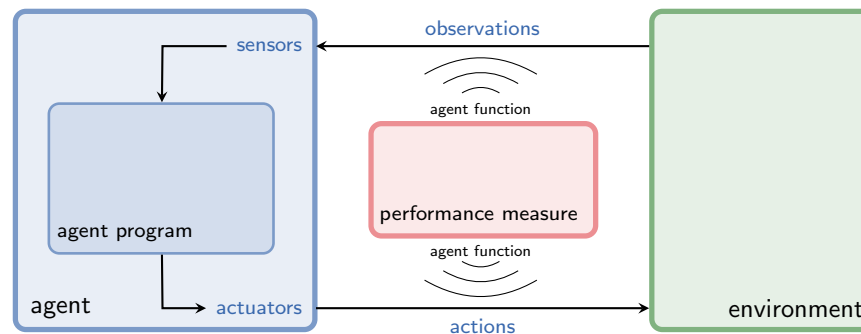 observations
sensors
agent function
agent program
performance measure
agent function
agent
actuators
environment
actions